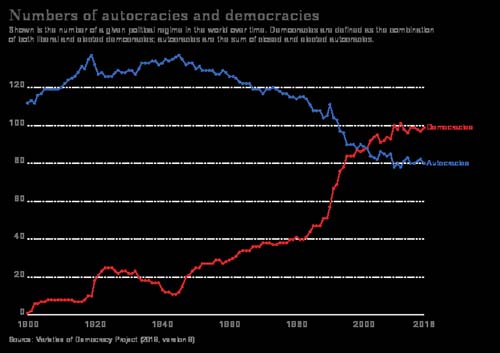 Numbers of autocracies and democracies
Shown is the number of a given political regime in the world over time. Democracies are defined as the combination
of both liberal and elected democracies; autocracies are the sum of closed and elected autocracies.
120
100
80
60
40
20
0
Democracies
Autocracies
1900
1920
1940
1960
1980
2000
2018
Source: Varieties of Democracy Project (2019, version 9)